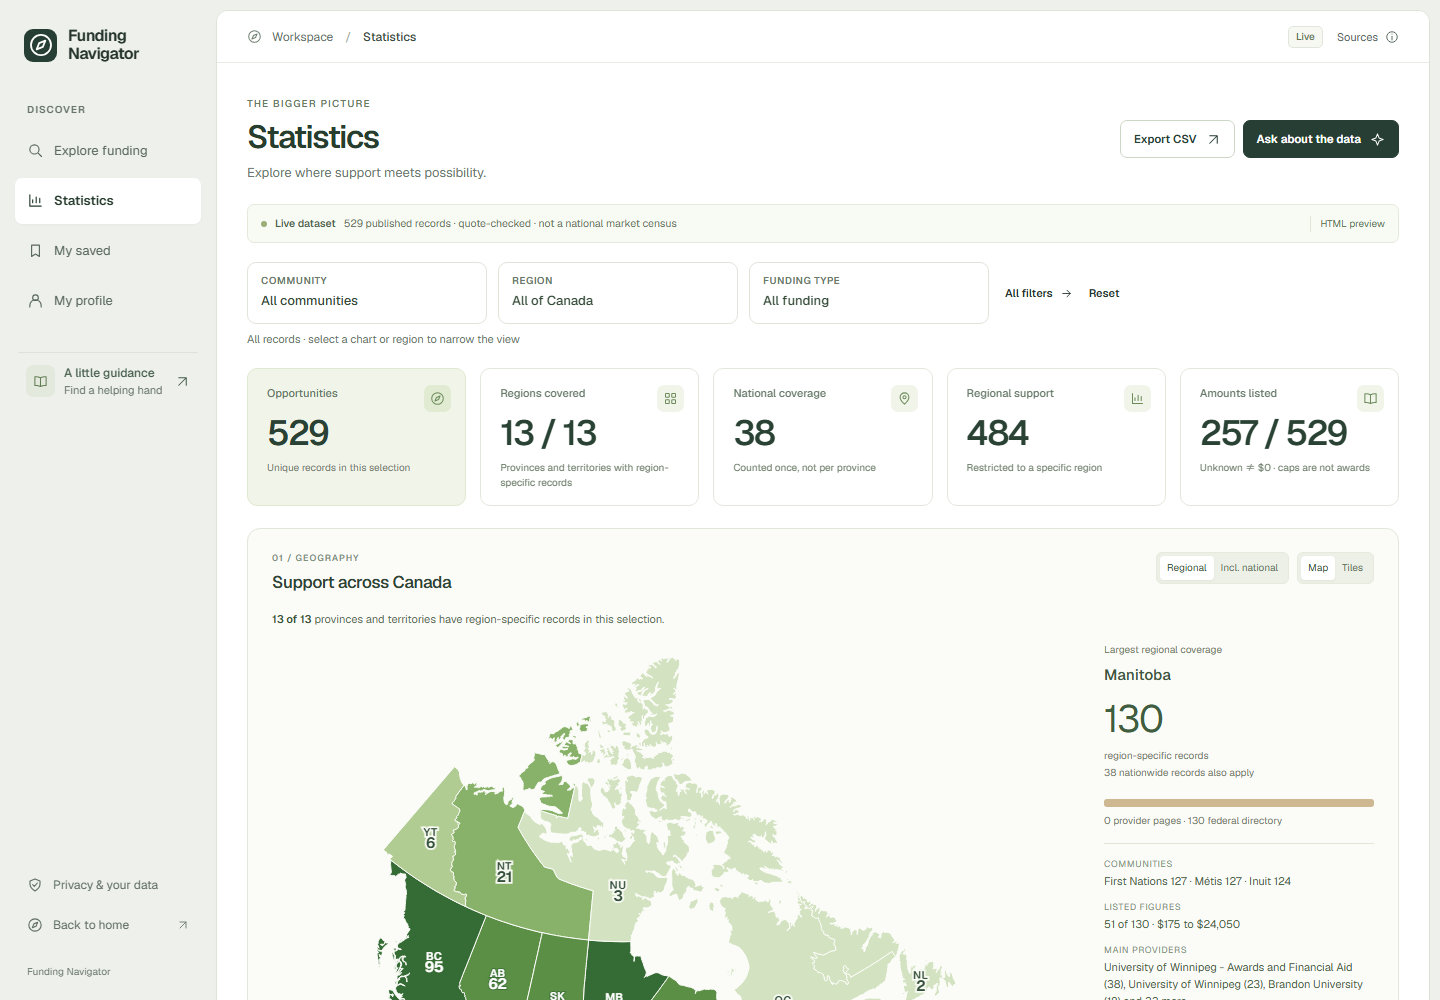 Funding
Navigator
DISCOVER
Explore funding
Statistics
My saved
My profile
A little guidance
Find a helping hand
Privacy & your data
Back to home
Funding Navigator
Workspace / Statistics
Live
Sources
THE BIGGER PICTURE
Statistics
Explore where support meets possibility.
Export CSV
Ask about the data
Live dataset 529 published records · quote-checked · not a national market census
HTML preview
COMMUNITY
All communities
REGION
All of Canada
FUNDING TYPE
All funding
All filters → Reset
All records · select a chart or region to narrow the view
Opportunities
529
Unique records in this selection
Regions covered
13 / 13
Provinces and territories with region-
specific records
National coverage
38
Counted once, not per province
Regional support
484
Restricted to a specific region
Amounts listed
257 / 529
Unknown ≠ $0 · caps are not awards
01 / GEOGRAPHY
Support across Canada
Regional Incl. national
Map Tiles
13 of 13 provinces and territories have region-specific records in this selection.
YT
6
NT
21
NU
3
BC
95
AB
62
SK
MB
NL
2
Largest regional coverage
Manitoba
130
region-specific records
38 nationwide records also apply
0 provider pages · 130 federal directory
COMMUNITIES
First Nations 127 · Métis 127 · Inuit 124
LISTED FIGURES
51 of 130 · $175 to $24,050
MAIN PROVIDERS
University of Winnipeg - Awards and Financial Aid
(38), University of Winnipeg (23), Brandon University